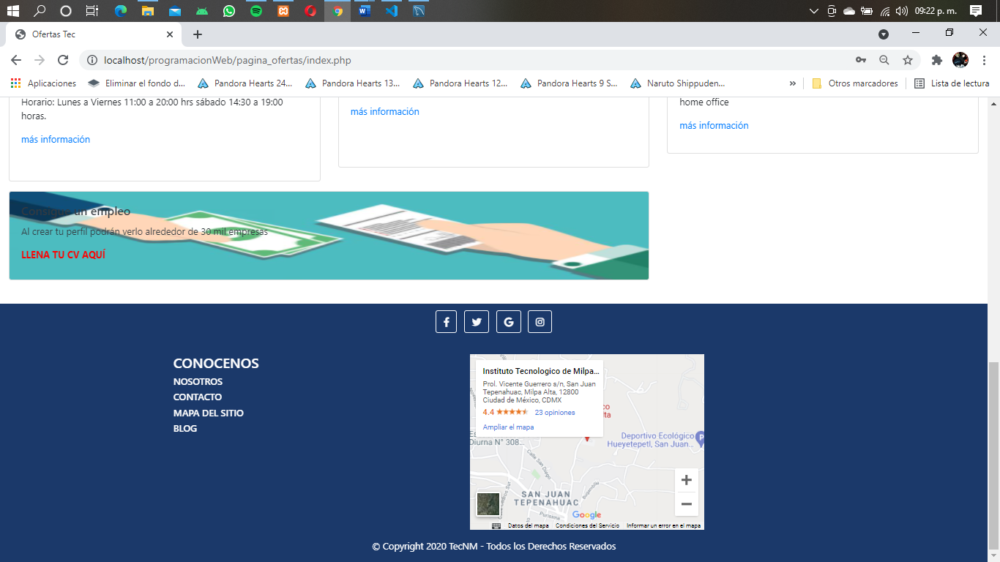 09:22 p. m.
Ofertas Tec
localhost/programacionWeb/pagina_ofertas/index.php
Aplicaciones
Eliminar el fondo d...
Pandora Hearts 24...
Pandora Hearts 13...
Pandora Hearts 12...
Pandora Hearts 9 S...
Naruto Shippuden...
»
Otros marcadores
Lista de lectura
Horario: Lunes a Viernes 11:00 a 20:00 hrs sábado 14:30 a 19:00
horas.
más información
más información
home office
más información
Consigue un empleo
Al crear tu perfil podrán verlo alrededor de 30 mil empresas
LLENA TU CV AQUÍ
CONOCENOS
NOSOTROS
CONTACTO
MAPA DEL SITIO
BLOG
Instituto Tecnologico de Milpa...
Prol. Vicente Guerrero s/n, San Juan
Tepenahuac, Milpa Alta, 12800
Ciudad de México, CDMX
4.4
23 opiniones
Ampliar el mapa
co
lta
Diurna N° 308...
Deportivo Ecológico
Hueyetepetl, San Juan...
P
Calle San Diego
SAN JUAN
TEPENAHUAC
Google
Datos del mapa
Condiciones del Servicio
Informar un error en el mapa
© Copyright 2020 TecNM - Todos los Derechos Reservados